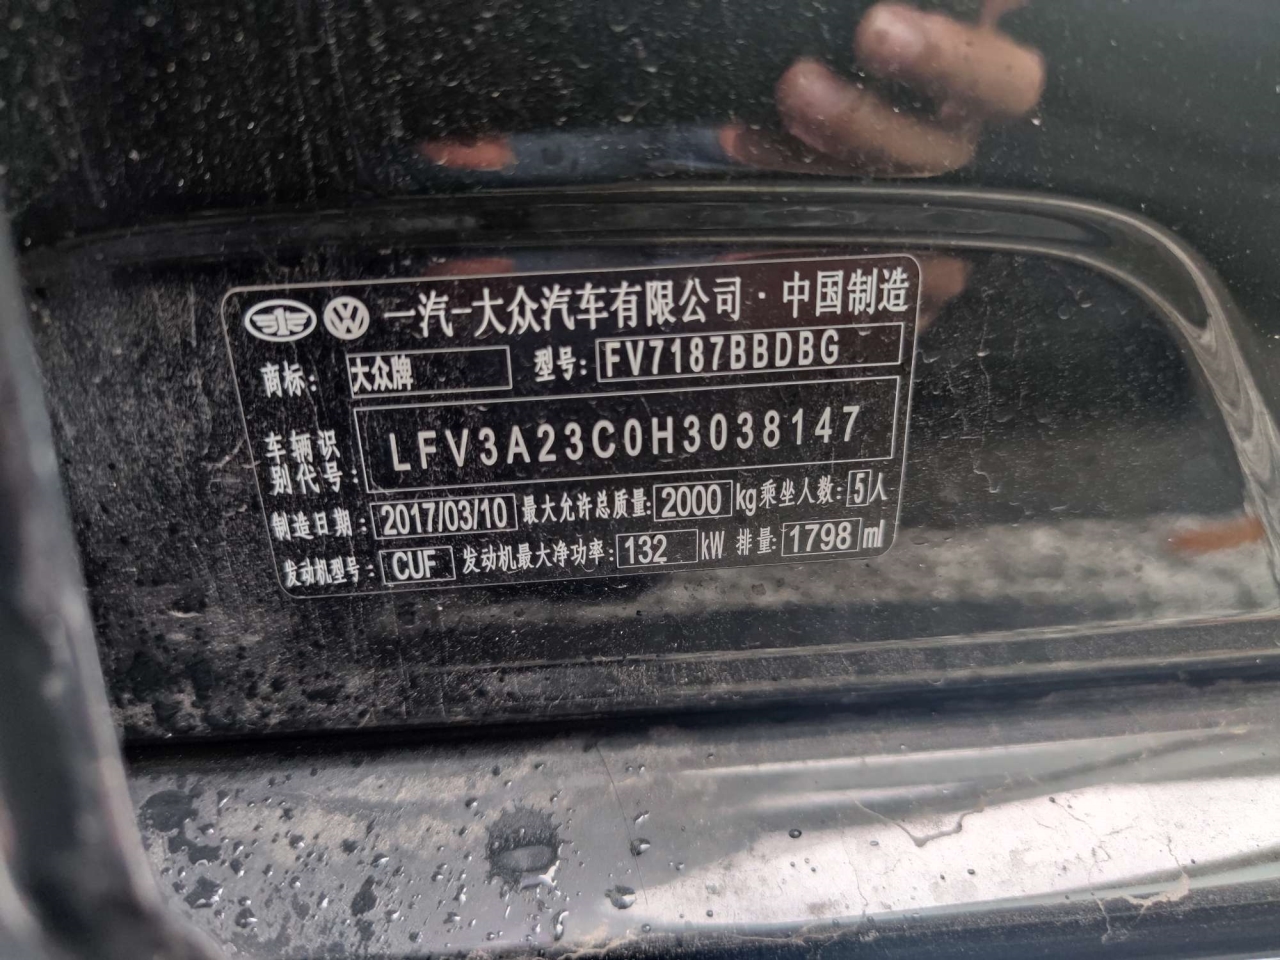 一汽-大众汽车有限公司·中国制造
商标: 大众牌 型号: FV7187BBDBG
车辆识别代号: LFV3A23C0H3038147
制造日期: 2017/03/10 最大允许总质量: 2000 kg 乘坐人数: 5 人
发动机型号: CUF 发动机最大净功率: 132 kW 排量: 1798 ml